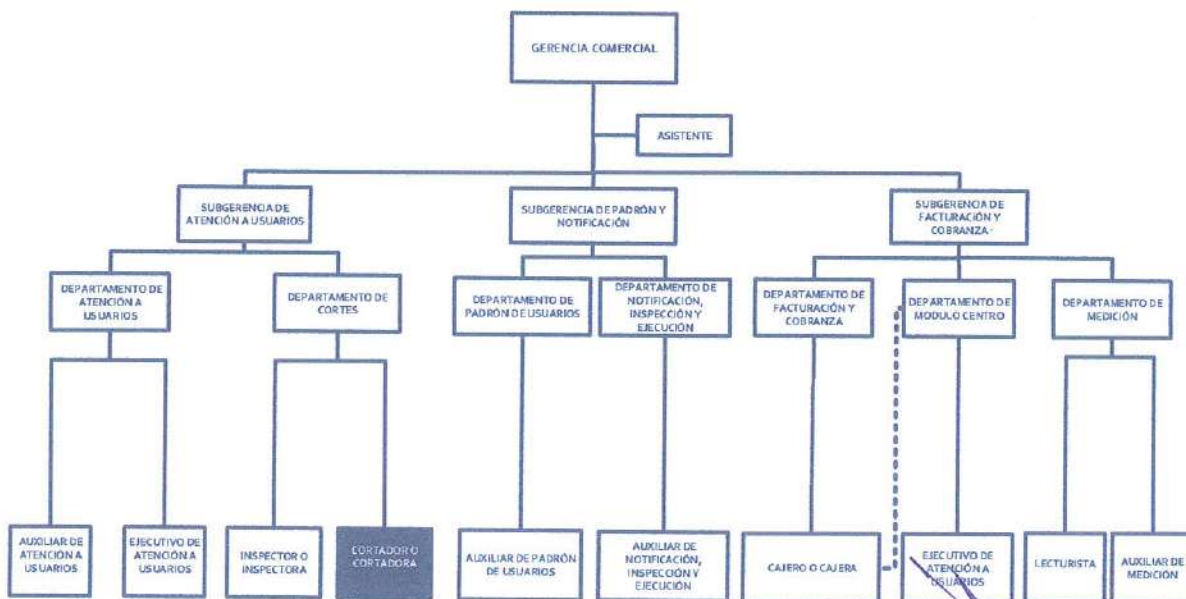 GERENCIA COMERCIAL
ASISTENTE
SUBGERENCIA DE
ATENCIÓN A USUARIOS
SUBGERENCIA DE PADRÓN Y
NOTIFICACIÓN
SUBGERENCIA DE
FACTURACIÓN Y
COBRANZA
DEPARTAMENTO DE
ATENCIÓN A
USUARIOS
DEPARTAMENTO DE
CORTES
DEPARTAMENTO DE
PADRÓN DE USUARIOS
DEPARTAMENTO DE
NOTIFICACIÓN,
INSPECCIÓN Y
EJECUCIÓN
DEPARTAMENTO DE
FACTURACIÓN Y
COBRANZA
DEPARTAMENTO DE
MODULO CENTRO
DEPARTAMENTO DE
MEDICIÓN
AUXILIAR DE
ATENCIÓN A
USUARIOS
EJECUTIVO DE
ATENCIÓN A
USUARIOS
INSPECTOR O
INSPECTORA
CORTADOR O
CORTADORA
AUXILIAR DE PADRÓN
DE USUARIOS
AUXILIAR DE
NOTIFICACIÓN,
INSPECCIÓN Y
EJECUCIÓN
CAJERO O CAJERA
EJECUTIVO DE
ATENCIÓN A
USUARIOS
LECTURISTA
AUXILIAR DE
MEDICIÓN